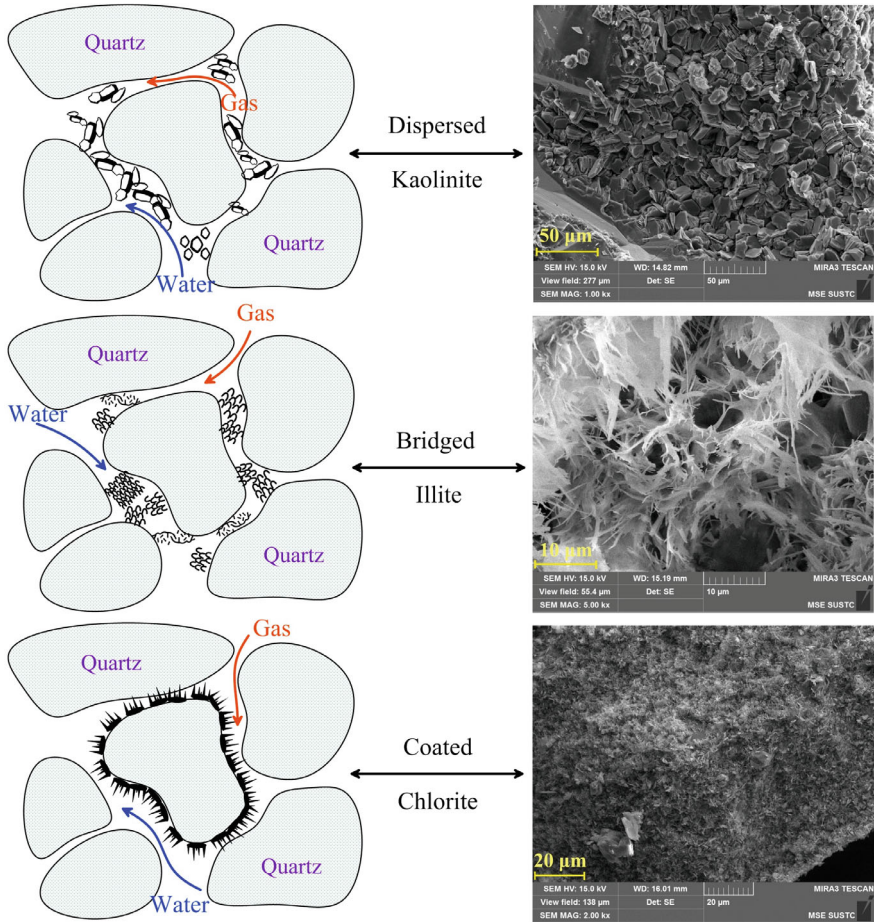 Quartz
Gas
Dispersed
Kaolinite
Quartz
Water
50 µm
SEM HV: 15.0 kV WD: 14.82 mm MIRA3 TESCAN
View field: 277 µm Det: SE 50 µm
SEM MAG: 1.00 kx MSE SUSTC
Gas
Quartz
Water
Bridged
Illite
Quartz
10 µm
SEM HV: 15.0 kV WD: 15.19 mm MIRA3 TESCAN
View field: 55.4 µm Det: SE 10 µm
SEM MAG: 5.00 kx MSE SUSTC
Gas
Quartz
Coated
Chlorite
Quartz
Water
20 µm
SEM HV: 15.0 kV WD: 16.01 mm MIRA3 TESCAN
View field: 138 µm Det: SE 20 µm
SEM MAG: 2.00 kx MSE SUSTC